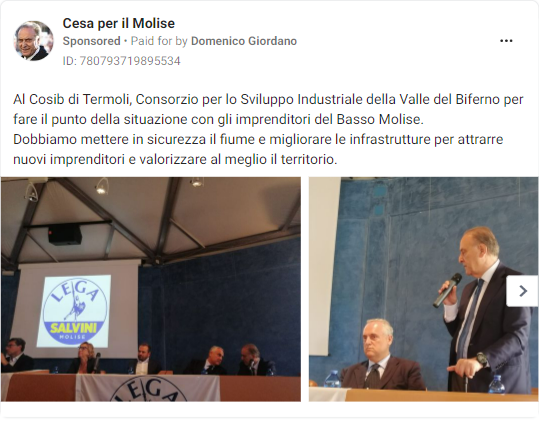 Cesa per il Molise
Sponsored • Paid for by Domenico Giordano
ID: 780793719895534
Al Cosib di Termoli, Consorzio per lo Sviluppo Industriale della Valle del Biferno per
fare il punto della situazione con gli imprenditori del Basso Molise.
Dobbiamo mettere in sicurezza il fiume e migliorare le infrastrutture per attrarre
nuovi imprenditori e valorizzare al meglio il territorio.
LEGA
SALVINI
MOLISE
LEGA